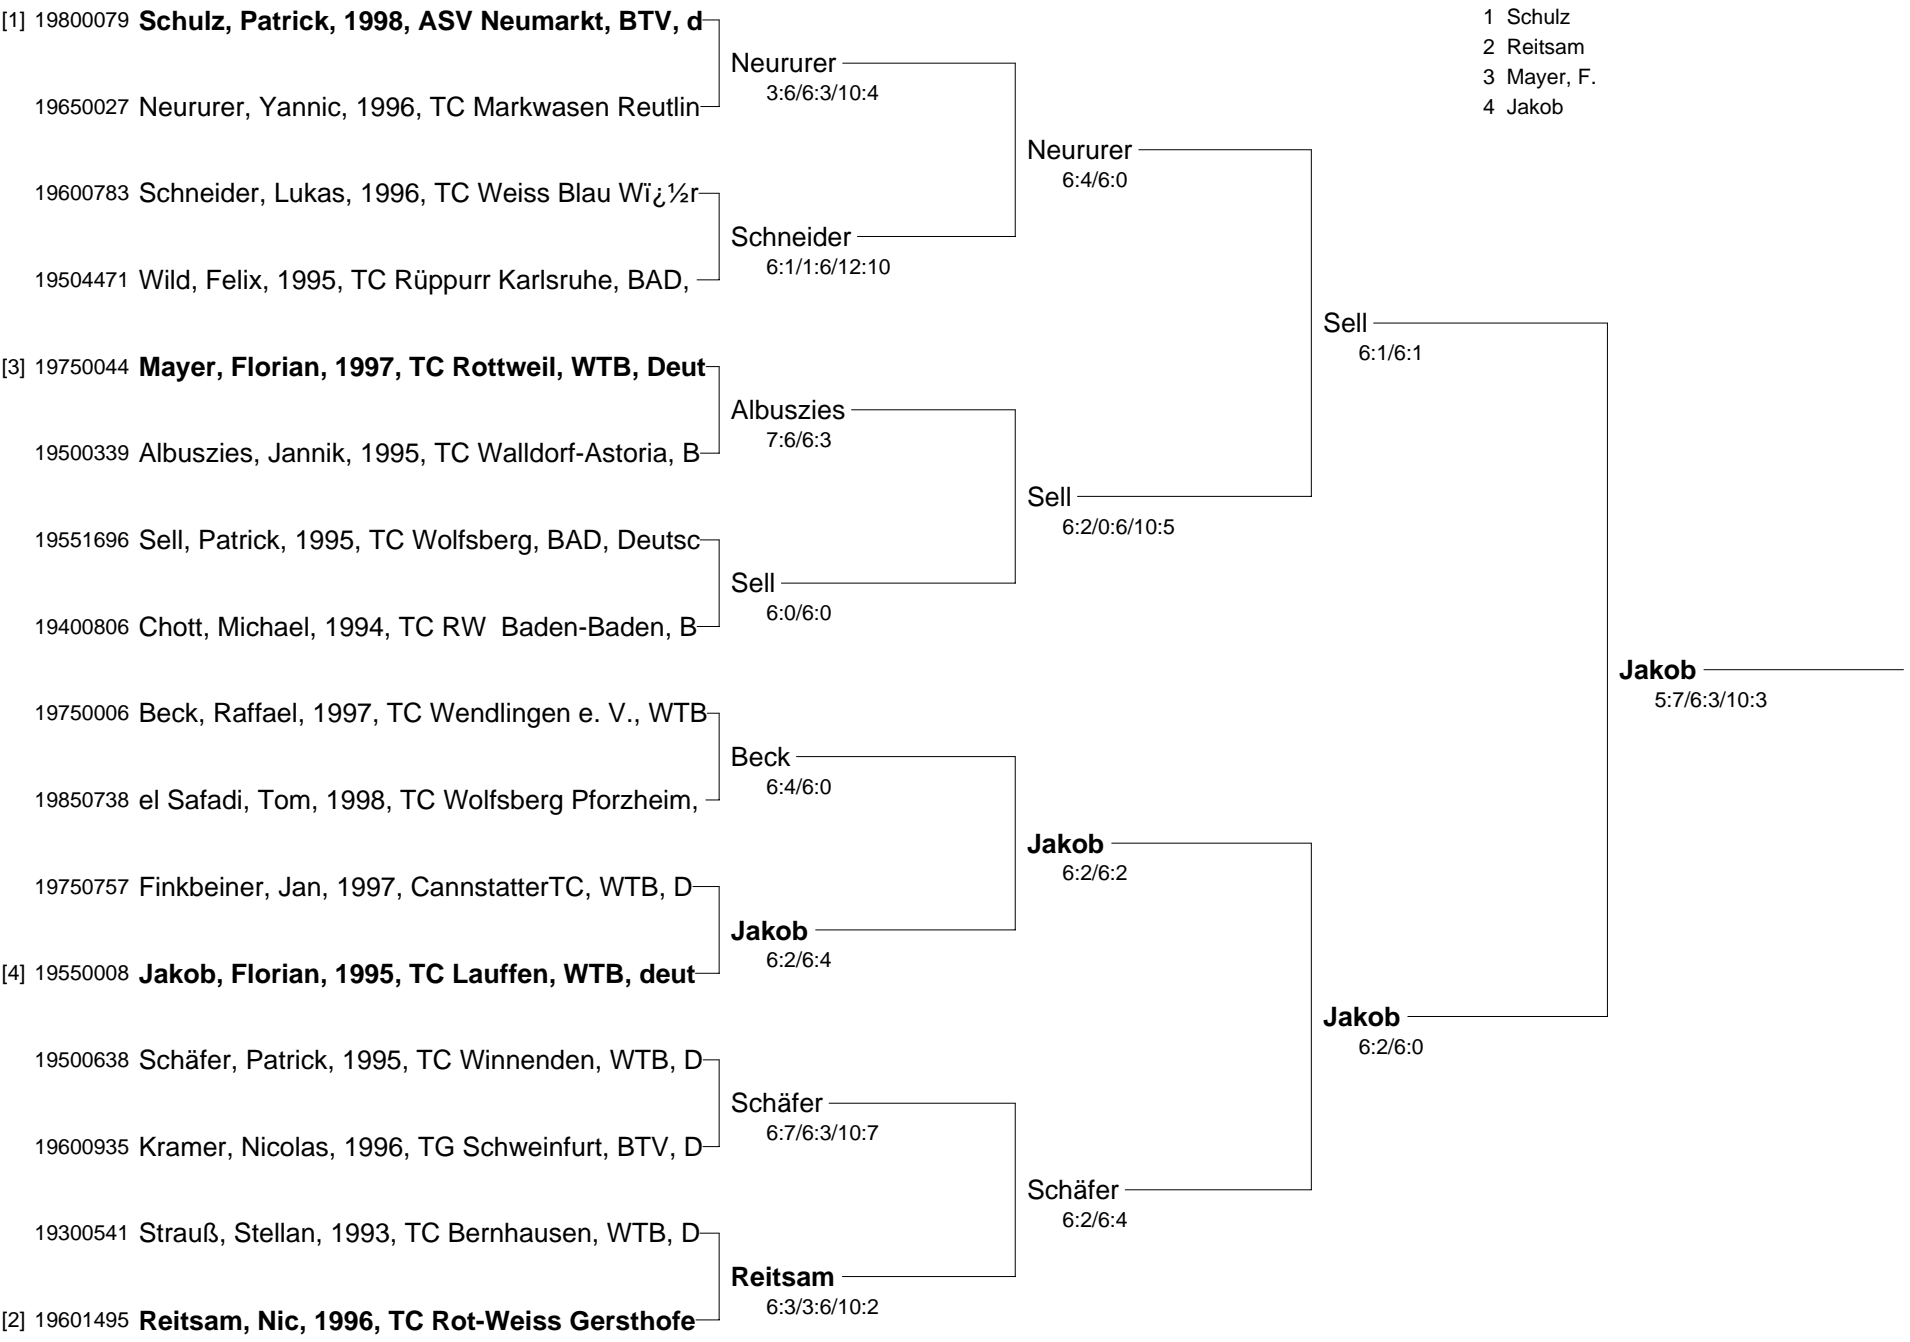 [1] 19800079 Schulz, Patrick, 1998, ASV Neumarkt, BTV, d
19650027 Neururer, Yannic, 1996, TC Markwasen Reutlin
19600783 Schneider, Lukas, 1996, TC Weiss Blau Wï¿½r
19504471 Wild, Felix, 1995, TC Rüppurr Karlsruhe, BAD,
[3] 19750044 Mayer, Florian, 1997, TC Rottweil, WTB, Deut
19500339 Albuszies, Jannik, 1995, TC Walldorf-Astoria, B
19551696 Sell, Patrick, 1995, TC Wolfsberg, BAD, Deutsc
19400806 Chott, Michael, 1994, TC RW  Baden-Baden, B
19750006 Beck, Raffael, 1997, TC Wendlingen e. V., WTB
19850738 el Safadi, Tom, 1998, TC Wolfsberg Pforzheim,
19750757 Finkbeiner, Jan, 1997, CannstatterTC, WTB, D
[4] 19550008 Jakob, Florian, 1995, TC Lauffen, WTB, deut
19500638 Schäfer, Patrick, 1995, TC Winnenden, WTB, D
19600935 Kramer, Nicolas, 1996, TG Schweinfurt, BTV, D
19300541 Strauß, Stellan, 1993, TC Bernhausen, WTB, D
[2] 19601495 Reitsam, Nic, 1996, TC Rot-Weiss Gersthofe
Neururer
3:6/6:3/10:4
Schneider
6:1/1:6/12:10
Albuszies
7:6/6:3
Sell
6:0/6:0
Beck
6:4/6:0
Jakob
6:2/6:4
Schäfer
6:7/6:3/10:7
Reitsam
6:3/3:6/10:2
Neururer
6:4/6:0
Sell
6:2/0:6/10:5
Jakob
6:2/6:2
Schäfer
6:2/6:4
Sell
6:1/6:1
Jakob
6:2/6:0
Jakob
5:7/6:3/10:3
1 Schulz
2 Reitsam
3 Mayer, F.
4 Jakob